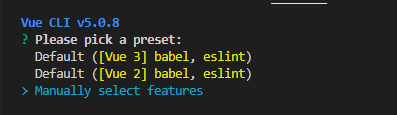 Vue CLI v5.0.8
? Please pick a preset:
Default ([Vue 3] babel, eslint)
Default ([Vue 2] babel, eslint)
> Manually select features